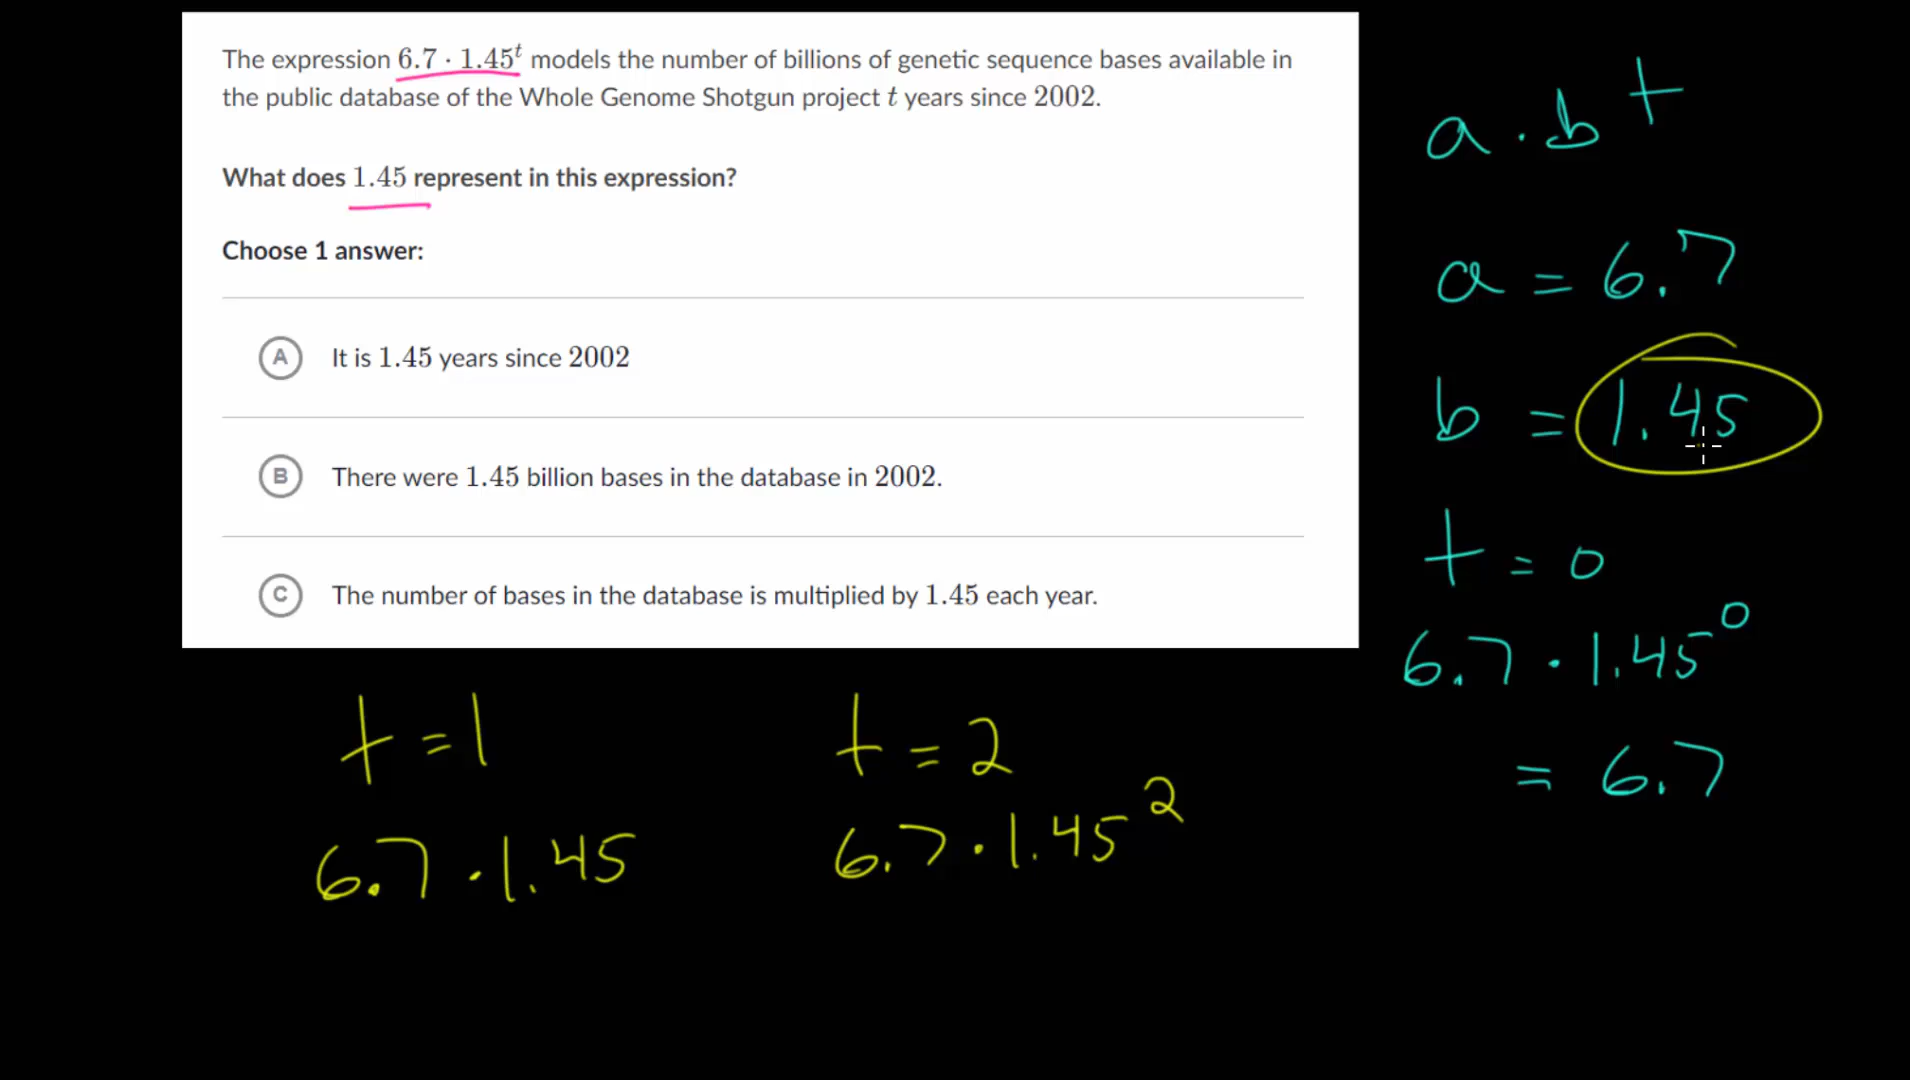 The expression 6.7 · 1.45^t models the number of billions of genetic sequence bases available in
the public database of the Whole Genome Shotgun project t years since 2002.
What does 1.45 represent in this expression?
Choose 1 answer:
A It is 1.45 years since 2002
B There were 1.45 billion bases in the database in 2002.
C The number of bases in the database is multiplied by 1.45 each year.
a · b^t
a = 6.7
b = 1.45
t = 0
6.7 · 1.45^0
= 6.7
t = 1
6.7 · 1.45
t = 2
6.7 · 1.45^2